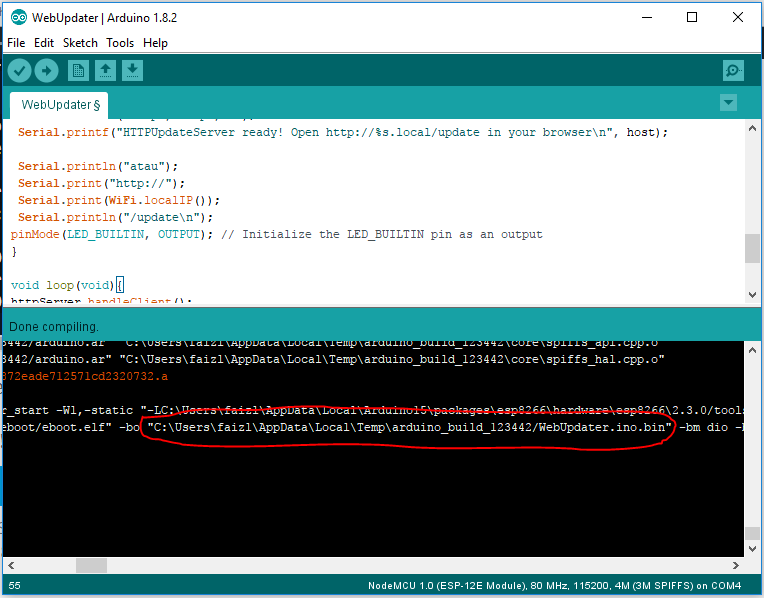 WebUpdater | Arduino 1.8.2
File Edit Sketch Tools Help
WebUpdater §
Serial.printf("HTTPUpdateServer ready! Open http://%s.local/update in your browser\n", host);
Serial.println("atau");
Serial.print("http://");
Serial.print(WiFi.localIP());
Serial.println("/update\n");
pinMode(LED_BUILTIN, OUTPUT); // Initialize the LED_BUILTIN pin as an output
}
void loop(void){
httpServer.handleClient();
Done compiling.
3442/arduino.ar" "C:\Users\faizl\AppData\Local\Temp\arduino_build_123442\core\spiffs_api.cpp.o"
3442/arduino.ar" "C:\Users\faizl\AppData\Local\Temp\arduino_build_123442\core\spiffs_hal.cpp.o"
872eade712571cd2320732.a
r_start -Wl,-static "-LC:\Users\faizl\AppData\Local\Arduino15\packages\esp8266\hardware\esp8266\2.3.0/tools
eboot/eboot.elf" -bo "C:\Users\faizl\AppData\Local\Temp\arduino_build_123442/WebUpdater.ino.bin" -bm dio
55
NodeMCU 1.0 (ESP-12E Module), 80 MHz, 115200, 4M (3M SPIFFS) on COM4